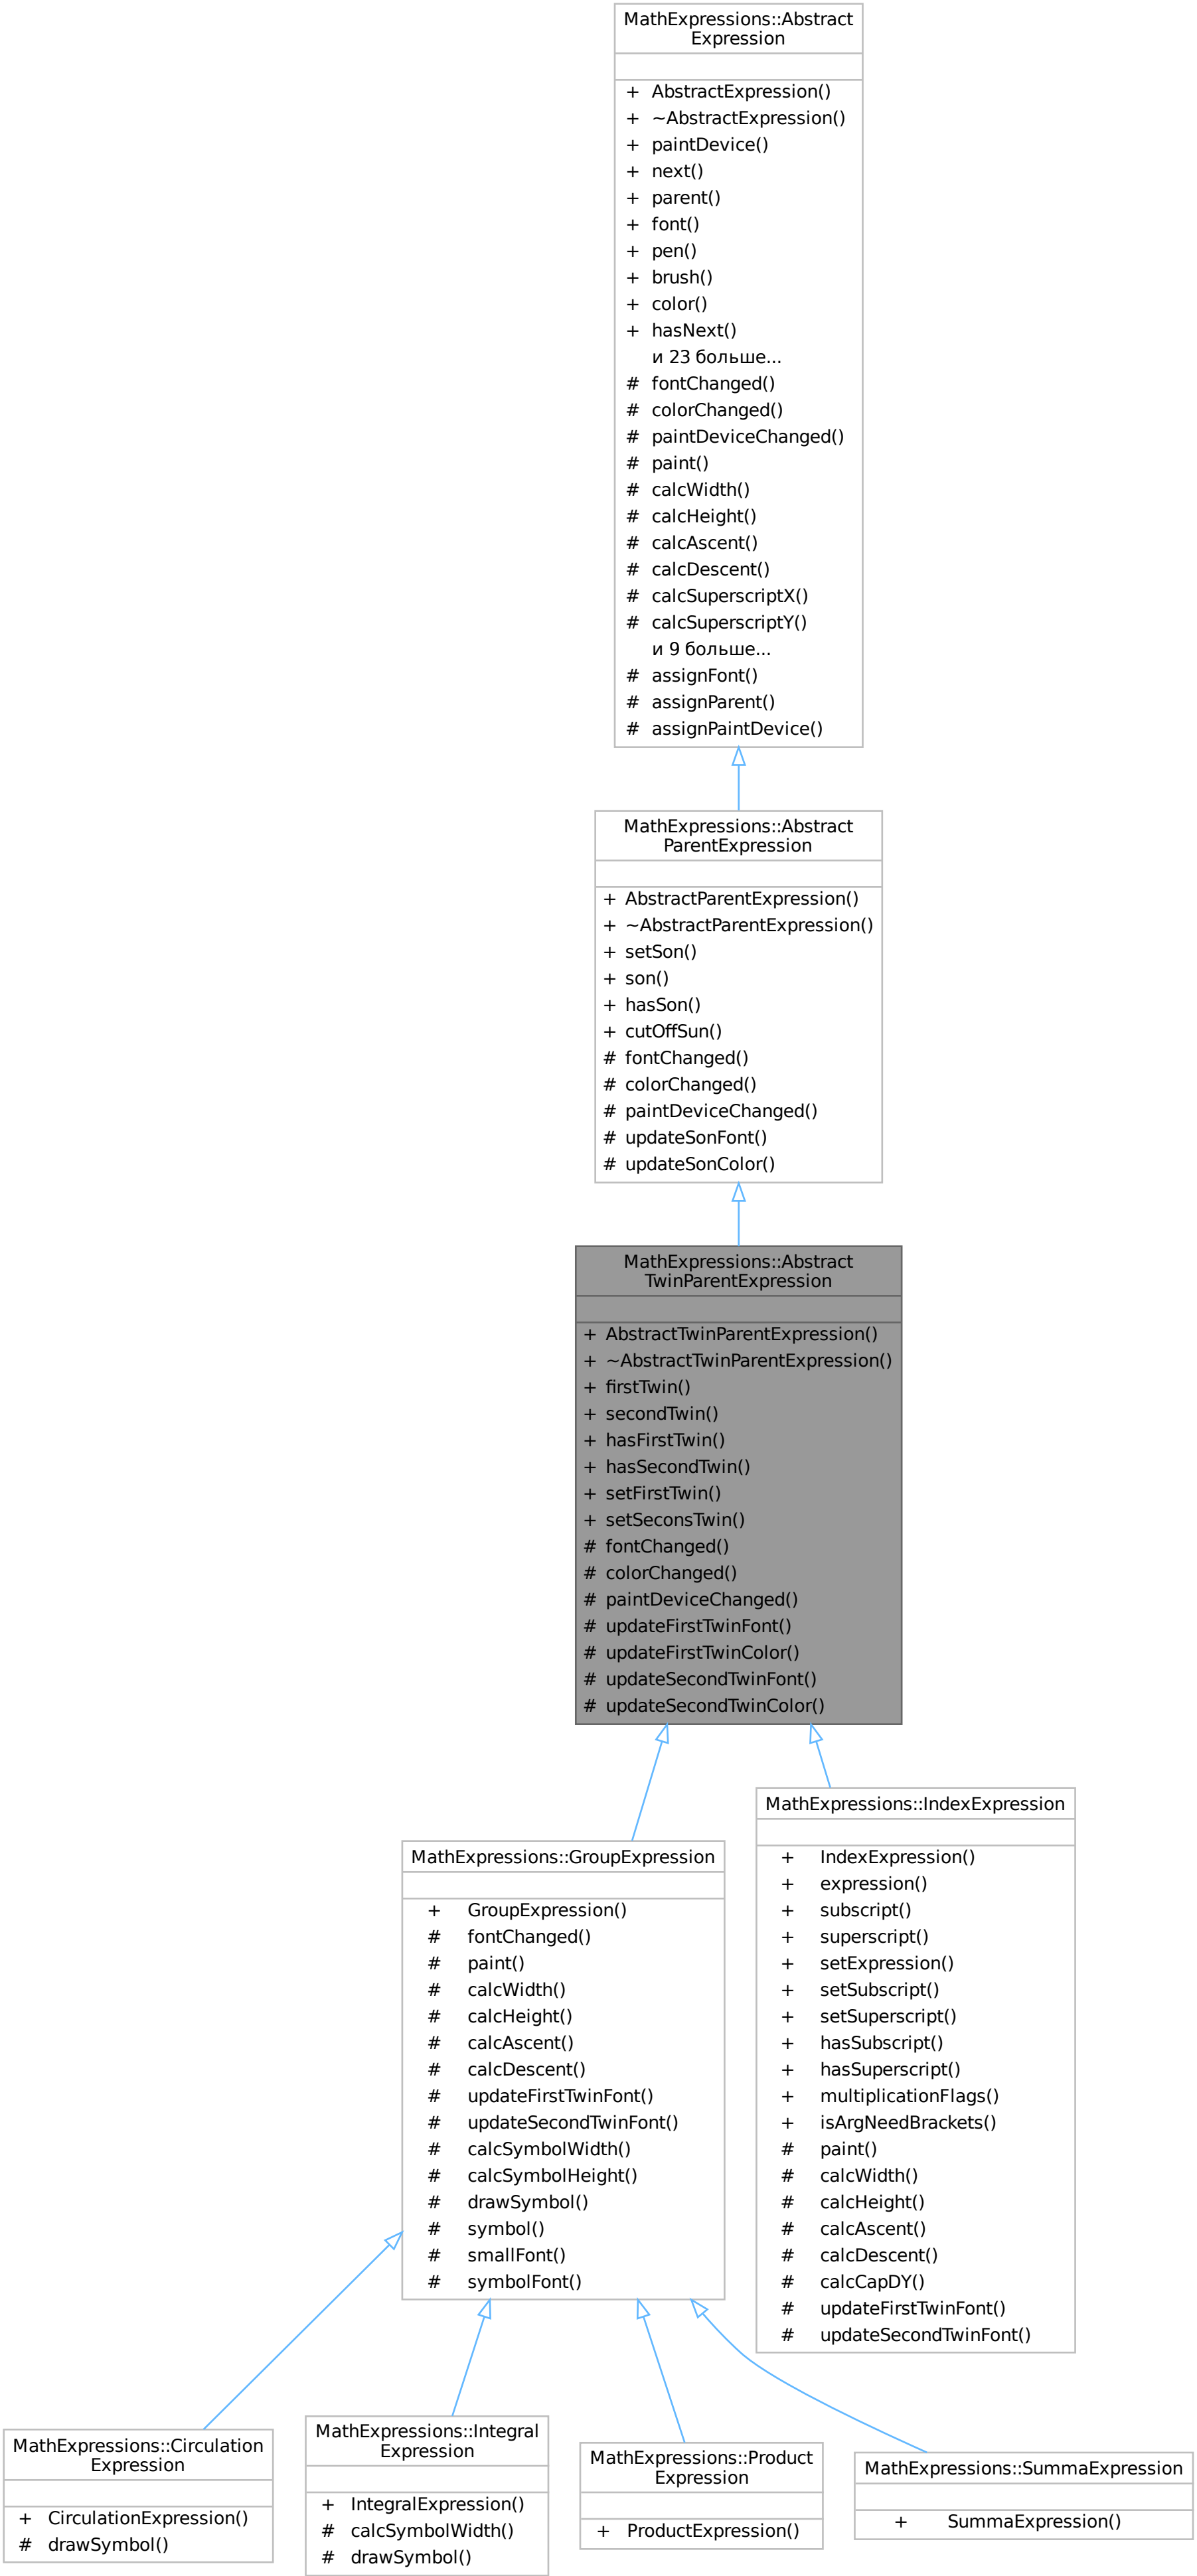 MathExpressions::Abstract
Expression
+ AbstractExpression()
+ ~AbstractExpression()
+ paintDevice()
+ next()
+ parent()
+ font()
+ pen()
+ brush()
+ color()
+ hasNext()
и 23 больше...
# fontChanged()
# colorChanged()
# paintDeviceChanged()
# paint()
# calcWidth()
# calcHeight()
# calcAscent()
# calcDescent()
# calcSuperscriptX()
# calcSuperscriptY()
и 9 больше...
# assignFont()
# assignParent()
# assignPaintDevice()
MathExpressions::Abstract
ParentExpression
+ AbstractParentExpression()
+ ~AbstractParentExpression()
+ setSon()
+ son()
+ hasSon()
+ cutOffSun()
# fontChanged()
# colorChanged()
# paintDeviceChanged()
# updateSonFont()
# updateSonColor()
MathExpressions::Abstract
TwinParentExpression
+ AbstractTwinParentExpression()
+ ~AbstractTwinParentExpression()
+ firstTwin()
+ secondTwin()
+ hasFirstTwin()
+ hasSecondTwin()
+ setFirstTwin()
+ setSeconsTwin()
# fontChanged()
# colorChanged()
# paintDeviceChanged()
# updateFirstTwinFont()
# updateFirstTwinColor()
# updateSecondTwinFont()
# updateSecondTwinColor()
MathExpressions::GroupExpression
+ GroupExpression()
# fontChanged()
# paint()
# calcWidth()
# calcHeight()
# calcAscent()
# calcDescent()
# updateFirstTwinFont()
# updateSecondTwinFont()
# calcSymbolWidth()
# calcSymbolHeight()
# drawSymbol()
# symbol()
# smallFont()
# symbolFont()
MathExpressions::IndexExpression
+ IndexExpression()
+ expression()
+ subscript()
+ superscript()
+ setExpression()
+ setSubscript()
+ setSuperscript()
+ hasSubscript()
+ hasSuperscript()
+ multiplicationFlags()
+ isArgNeedBrackets()
# paint()
# calcWidth()
# calcHeight()
# calcAscent()
# calcDescent()
# calcCapDY()
# updateFirstTwinFont()
# updateSecondTwinFont()
MathExpressions::Circulation
Expression
+ CirculationExpression()
# drawSymbol()
MathExpressions::Integral
Expression
+ IntegralExpression()
# calcSymbolWidth()
# drawSymbol()
MathExpressions::Product
Expression
+ ProductExpression()
MathExpressions::SummaExpression
+ SummaExpression()